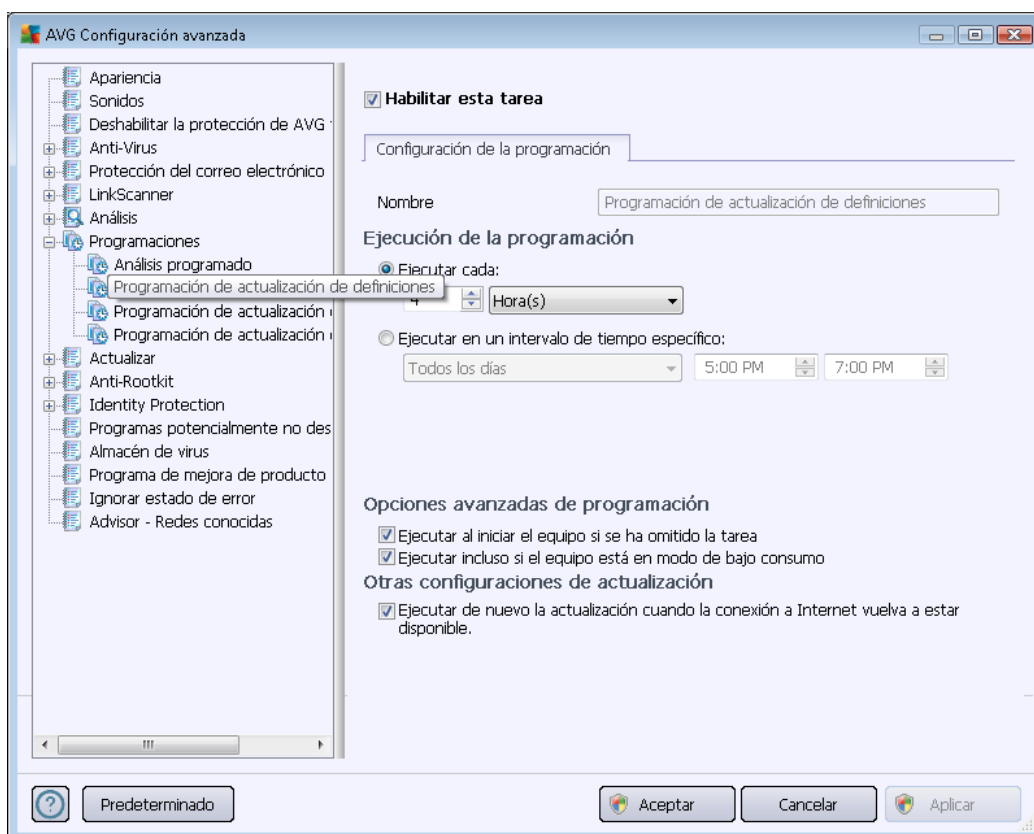 AVG Configuración avanzada
Apariencia
Sonidos
Deshabilitar la protección de AVG
Anti-Virus
Protección del correo electrónico
LinkScanner
Análisis
Programaciones
Análisis programado
Programación de actualización de definiciones
Programación de actualización
Programación de actualización
Actualizar
Anti-Rootkit
Identity Protection
Programas potencialmente no des
Almacén de virus
Programa de mejora de producto
Ignorar estado de error
Advisor - Redes conocidas
Habilitar esta tarea
Configuración de la programación
Nombre
Programación de actualización de definiciones
Ejecución de la programación
Ejecutar cada:
4 Hora(s)
Ejecutar en un intervalo de tiempo específico:
Todos los días 5:00 PM 7:00 PM
Opciones avanzadas de programación
Ejecutar al iniciar el equipo si se ha omitido la tarea
Ejecutar incluso si el equipo está en modo de bajo consumo
Otras configuraciones de actualización
Ejecutar de nuevo la actualización cuando la conexión a Internet vuelva a estar
disponible.
? Predeterminado Aceptar Cancelar Aplicar